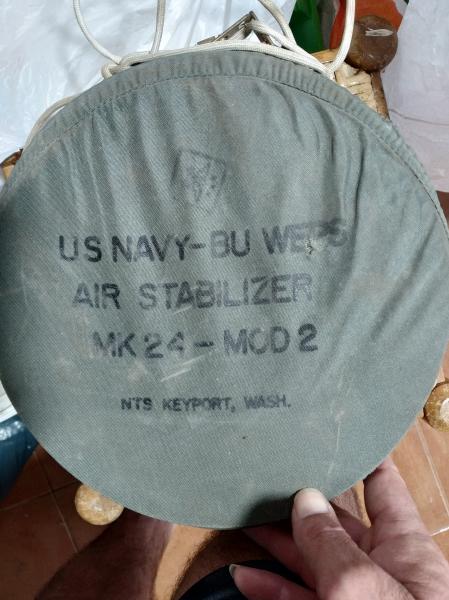 US NAVY-BU WEPS
AIR STABILIZER
MK 24 - MOD 2
NTS KEYPORT, WASH.